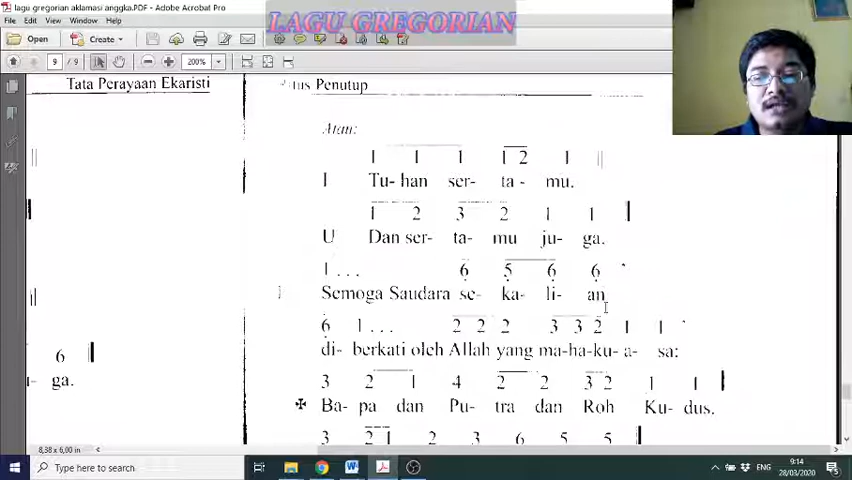 lagu gregorian aklamasi anggka.PDF - Adobe Acrobat Pro
LAGU GREGORIAN
File Edit View Window Help
Open Create
9 / 9 200%
Tata Perayaan Ekaristi
tus Penutup
Atau:
1 1 1 1 2 1
I Tu- han ser- ta - mu.
1 2 3 2 1 1
U Dan ser- ta- mu ju- ga.
1 . . . 6 5 6 6
I Semoga Saudara se- ka- li- an
6 1 . . . 2 2 2 3 3 2 1 1
di- berkati oleh Allah yang ma-ha-ku- a- sa:
6
- ga.
3 2 1 4 2 2 3 2 1 1
✠ Ba- pa dan Pu- tra dan Roh Ku- dus.
3 2 1 2 3 6 5 5
8,38 x 6,00 in
Type here to search
ENG
9:14
28/03/2020